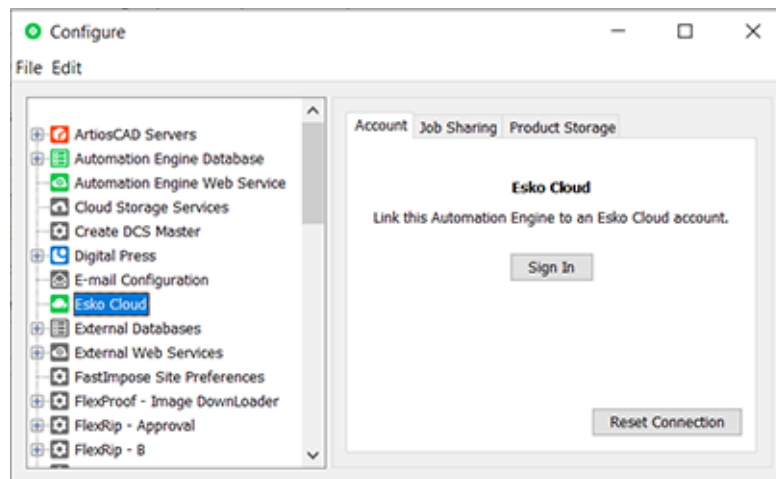 Configure
File Edit
ArtiosCAD Servers
Automation Engine Database
Automation Engine Web Service
Cloud Storage Services
Create DCS Master
Digital Press
E-mail Configuration
Esko Cloud
External Databases
External Web Services
FastImpose Site Preferences
FlexProof - Image DownLoader
FlexRip - Approval
FlexRip - B
Account Job Sharing Product Storage
Esko Cloud
Link this Automation Engine to an Esko Cloud account.
Sign In
Reset Connection